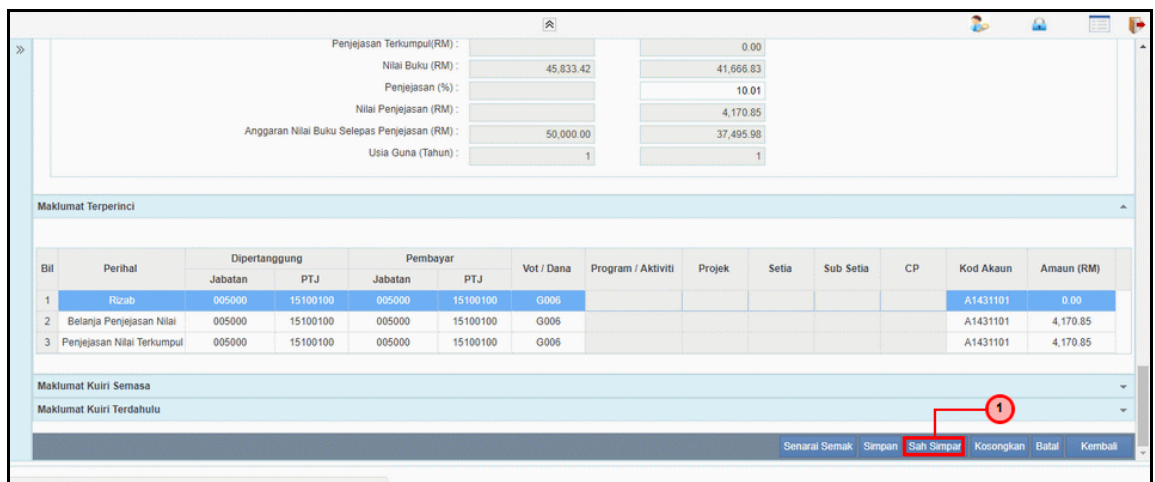 Penjejasan Terkumpul(RM) : 0.00
Nilai Buku (RM) : 45,833.42 41,666.83
Penjejasan (%) : 10.01
Nilai Penjejasan (RM) : 4,170.85
Anggaran Nilai Buku Selepas Penjejasan (RM) : 50,000.00 37,495.98
Usia Guna (Tahun) : 1 1
Maklumat Terperinci
Bil Perihal Dipertanggung Pembayar Vot / Dana Program / Aktiviti Projek Setia Sub Setia CP Kod Akaun Amaun (RM)
Jabatan PTJ Jabatan PTJ
1 Rizab 005000 15100100 005000 15100100 G006 A1431101 0.00
2 Belanja Penjejasan Nilai 005000 15100100 005000 15100100 G006 A1431101 4,170.85
3 Penjejasan Nilai Terkumpul 005000 15100100 005000 15100100 G006 A1431101 4,170.85
Maklumat Kuiri Semasa
Maklumat Kuiri Terdahulu
1
Senarai Semak Simpan Sah Simpan Kosongkan Batal Kembali